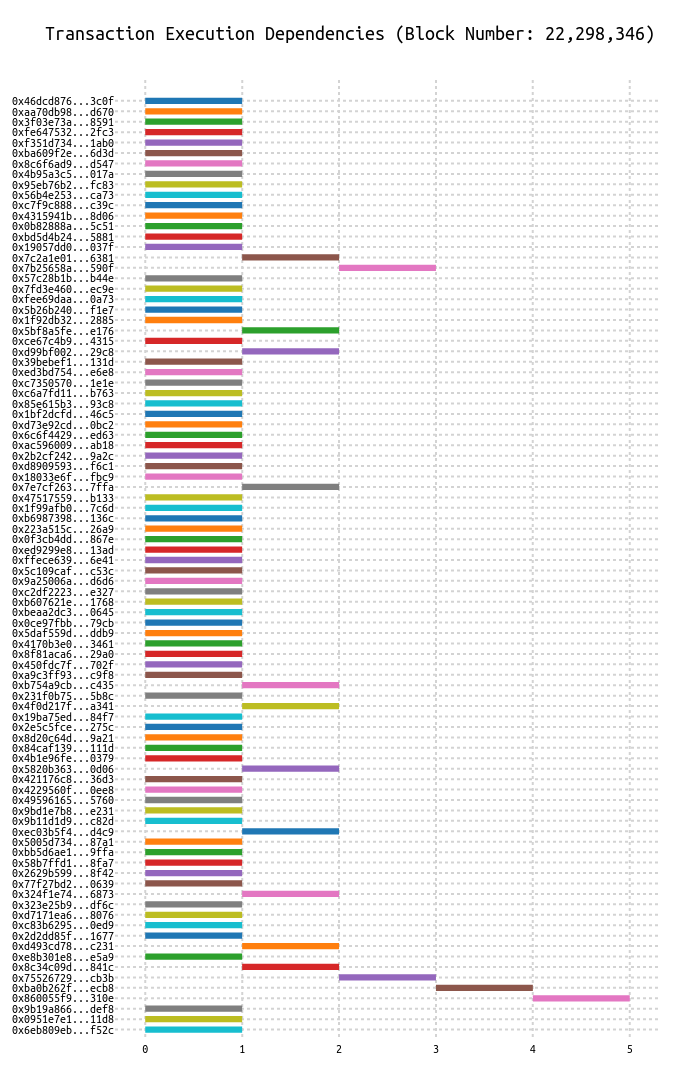 Transaction Execution Dependencies (Block Number: 22,298,346)
0x46dcd876...3c0f
0xaa70db98...d670
0x3f03e73a...8591
0xfe647532...2fc3
0xf351d734...1ab0
0xba609f2e...6d3d
0x8c6f6ad9...d547
0x4b95a3c5...017a
0x95eb76b2...fc83
0x56b4e253...ca73
0xc7f9c888...c39c
0x4315941b...8d06
0x0b82888a...5c51
0xbd5d4b24...5881
0x19057dd0...037f
0x7c2a1e01...6381
0x7b25658a...590f
0x57c28b1b...b44e
0x7fd3e460...ec9e
0xfee69daa...0a73
0x5b26b240...f1e7
0x1f92db32...2885
0x5bf8a5fe...e176
0xce67c4b9...4315
0xd99bf002...29c8
0x39bebef1...131d
0xed3bd754...e6e8
0xc7350570...1e1e
0xc6a7fd11...b763
0x85e615b3...93c8
0x1bf2dcfd...46c5
0xd73e92cd...0bc2
0x6c6f4429...ed63
0xac596009...ab18
0x2b2cf242...9a2c
0xd8909593...f6c1
0x18033e6f...fbc9
0x7e7cf263...7ffa
0x47517559...b133
0x1f99afb0...7c6d
0xb6987398...136c
0x223a515c...26a9
0x0f3cb4dd...867e
0xed9299e8...13ad
0xffece639...6e41
0x5c109caf...c53c
0x9a25006a...d6d6
0xc2df2223...e327
0xb607621e...1768
0xbeaa2dc3...0645
0x0ce97fbb...79cb
0x5daf559d...ddb9
0x4170b3e0...3461
0x8f81aca6...29a0
0x450fdc7f...702f
0xa9c3ff93...c9f8
0xb754a9cb...c435
0x231f0b75...5b8c
0x4f0d217f...a341
0x19ba75ed...84f7
0x2e5c5fce...275c
0x8d20c64d...9a21
0x84caf139...111d
0x4b1e96fe...0379
0x5820b363...0d06
0x421176c8...36d3
0x4229560f...0ee8
0x49596165...5760
0x9bd1e7b8...e231
0x9b11d1d9...c82d
0xec03b5f4...d4c9
0x5005d734...87a1
0xbb5d6ae1...9ffa
0x58b7ffd1...8fa7
0x2629b599...8f42
0x77f27bd2...0639
0x324f1e74...6873
0x323e25b9...df6c
0xd7171ea6...8076
0xc83b6295...0ed9
0x2d2dd85f...1677
0xd493cd78...c231
0xe8b301e8...e5a9
0x8c34c09d...841c
0x75526729...cb3b
0xba0b262f...ecb8
0x860055f9...310e
0x9b19a866...def8
0x0951e7e1...11d8
0x6eb809eb...f52c
0 1 2 3 4 5